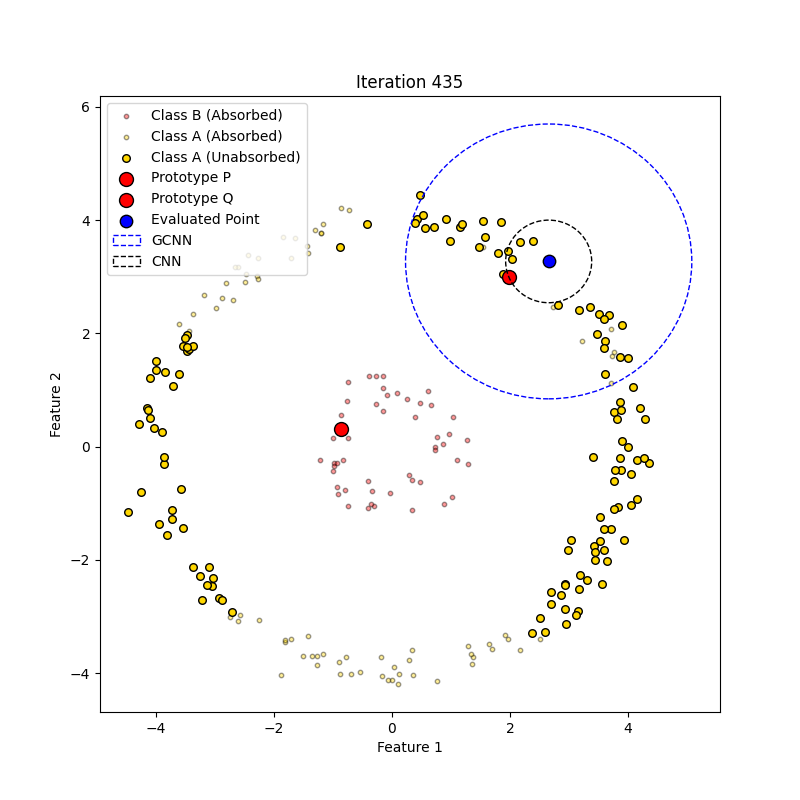 Iteration 435
Class B (Absorbed)
Class A (Absorbed)
Class A (Unabsorbed)
Prototype P
Prototype Q
Evaluated Point
GCNN
CNN
6
4
2
0
−2
−4
Feature 2
−4
−2
0
2
4
Feature 1